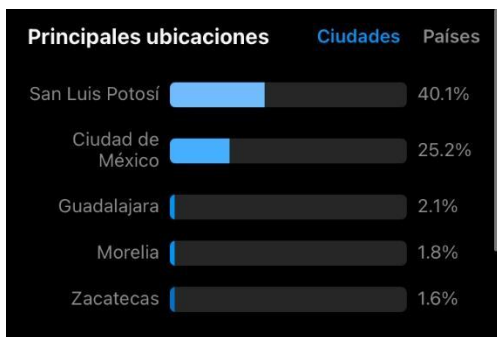 Principales ubicaciones Ciudades Países
San Luis Potosí 40.1%
Ciudad de
México 25.2%
Guadalajara 2.1%
Morelia 1.8%
Zacatecas 1.6%